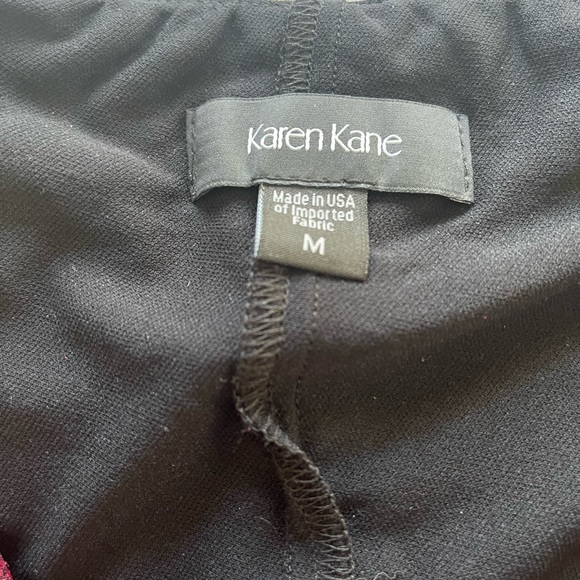 Karen Kane
Made in USA
of Imported
Fabric
M